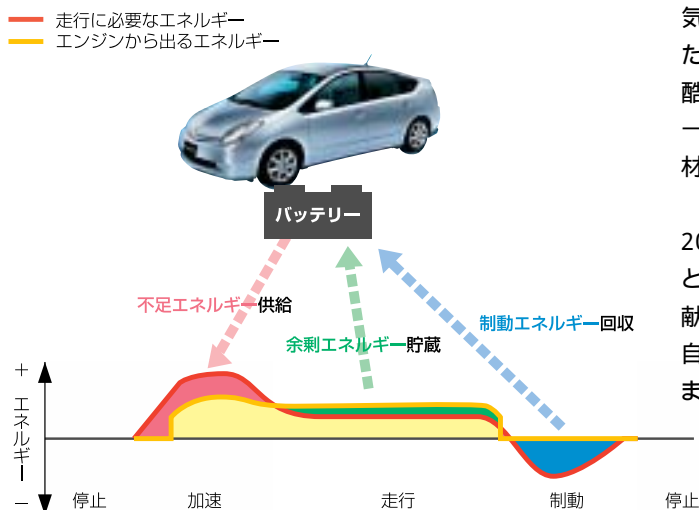 走行に必要なエネルギー
エンジンから出るエネルギー
バッテリー
不足エネルギー供給
余剰エネルギー貯蔵
制動エネルギー回収
＋
エネルギー
−
停止
加速
走行
制動
停止
気
た
酷
ー
材
20
と
献
自
ま